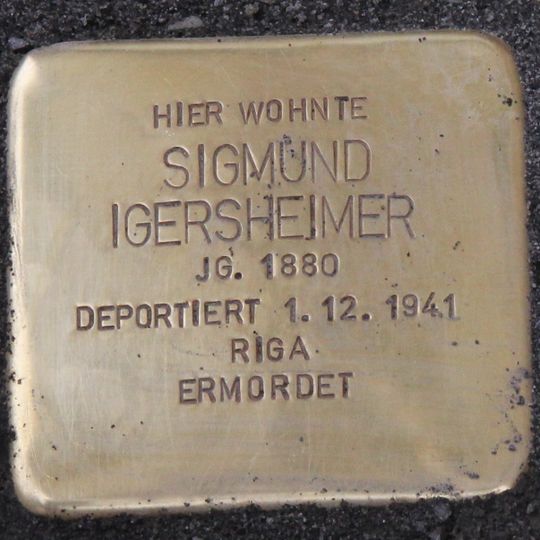 HIER WOHNTE
SIGMUND
IGERSHEIMER
JG. 1880
DEPORTIERT 1.12.1941
RIGA
ERMORDET